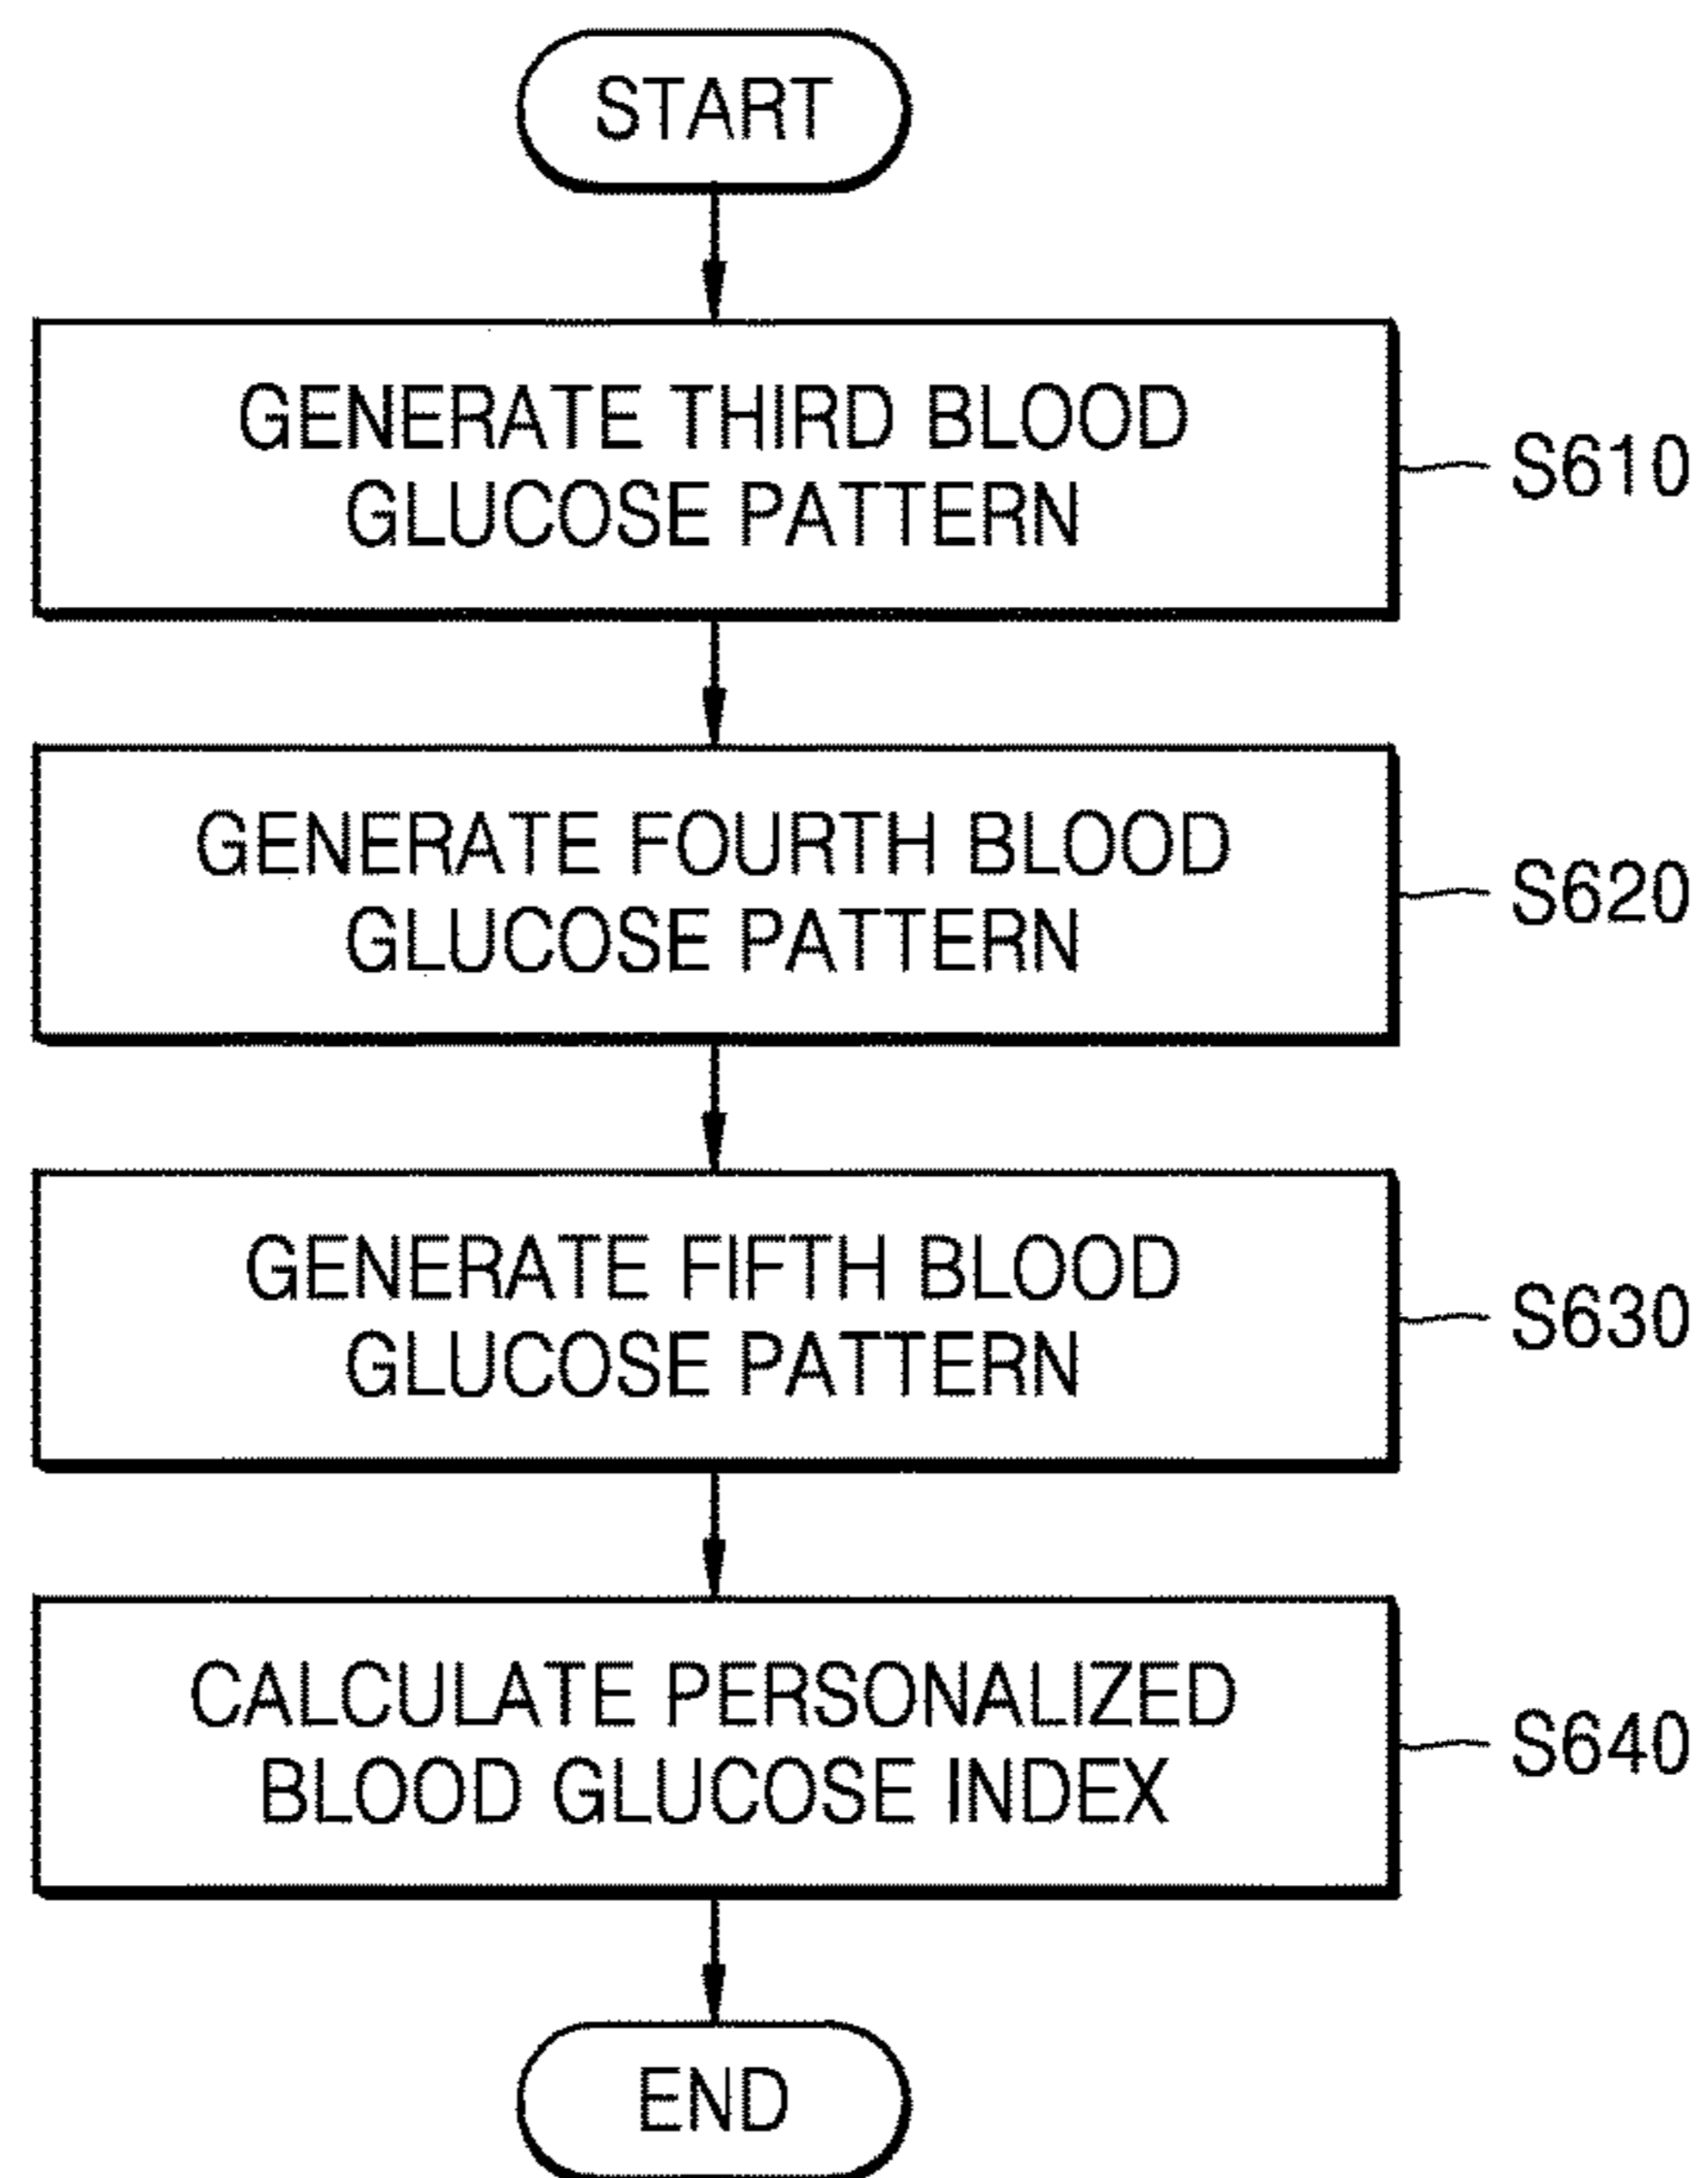 START
GENERATE THIRD BLOOD
GLUCOSE PATTERN
S610
GENERATE FOURTH BLOOD
GLUCOSE PATTERN
S620
GENERATE FIFTH BLOOD
GLUCOSE PATTERN
S630
CALCULATE PERSONALIZED
BLOOD GLUCOSE INDEX
S640
END